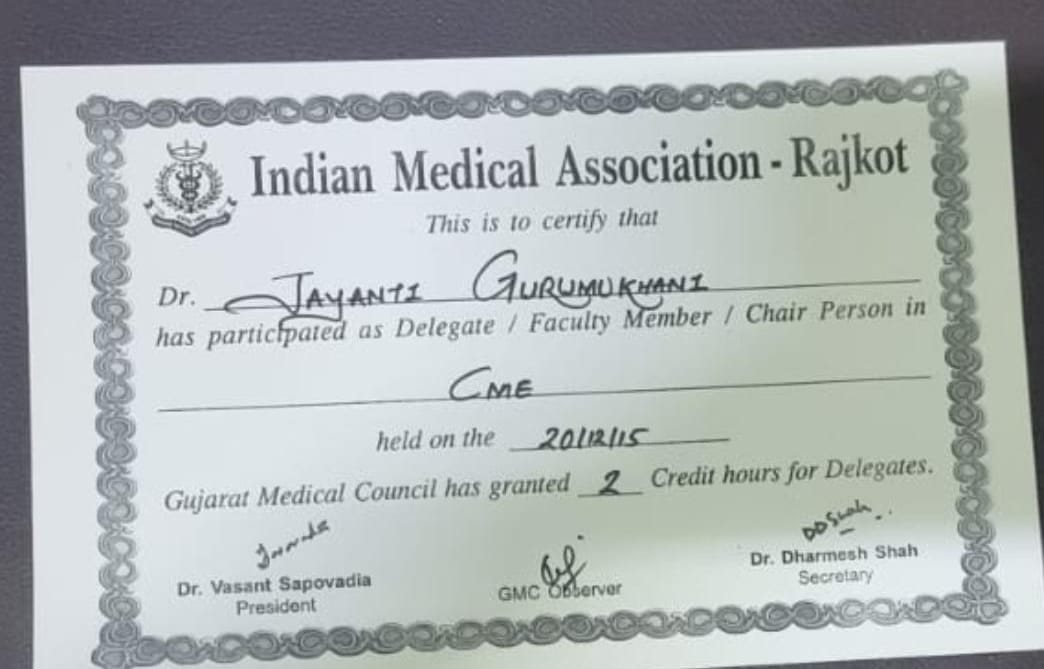 Indian Medical Association - Rajkot
This is to certify that
Dr. JAYANTI GURUMUKHANI
has participated as Delegate / Faculty Member / Chair Person in
CME
held on the 20/12/15
Gujarat Medical Council has granted 2 Credit hours for Delegates.
DDShah
Dr. Vasant Sapovadia
President
GMC Observer
Dr. Dharmesh Shah
Secretary